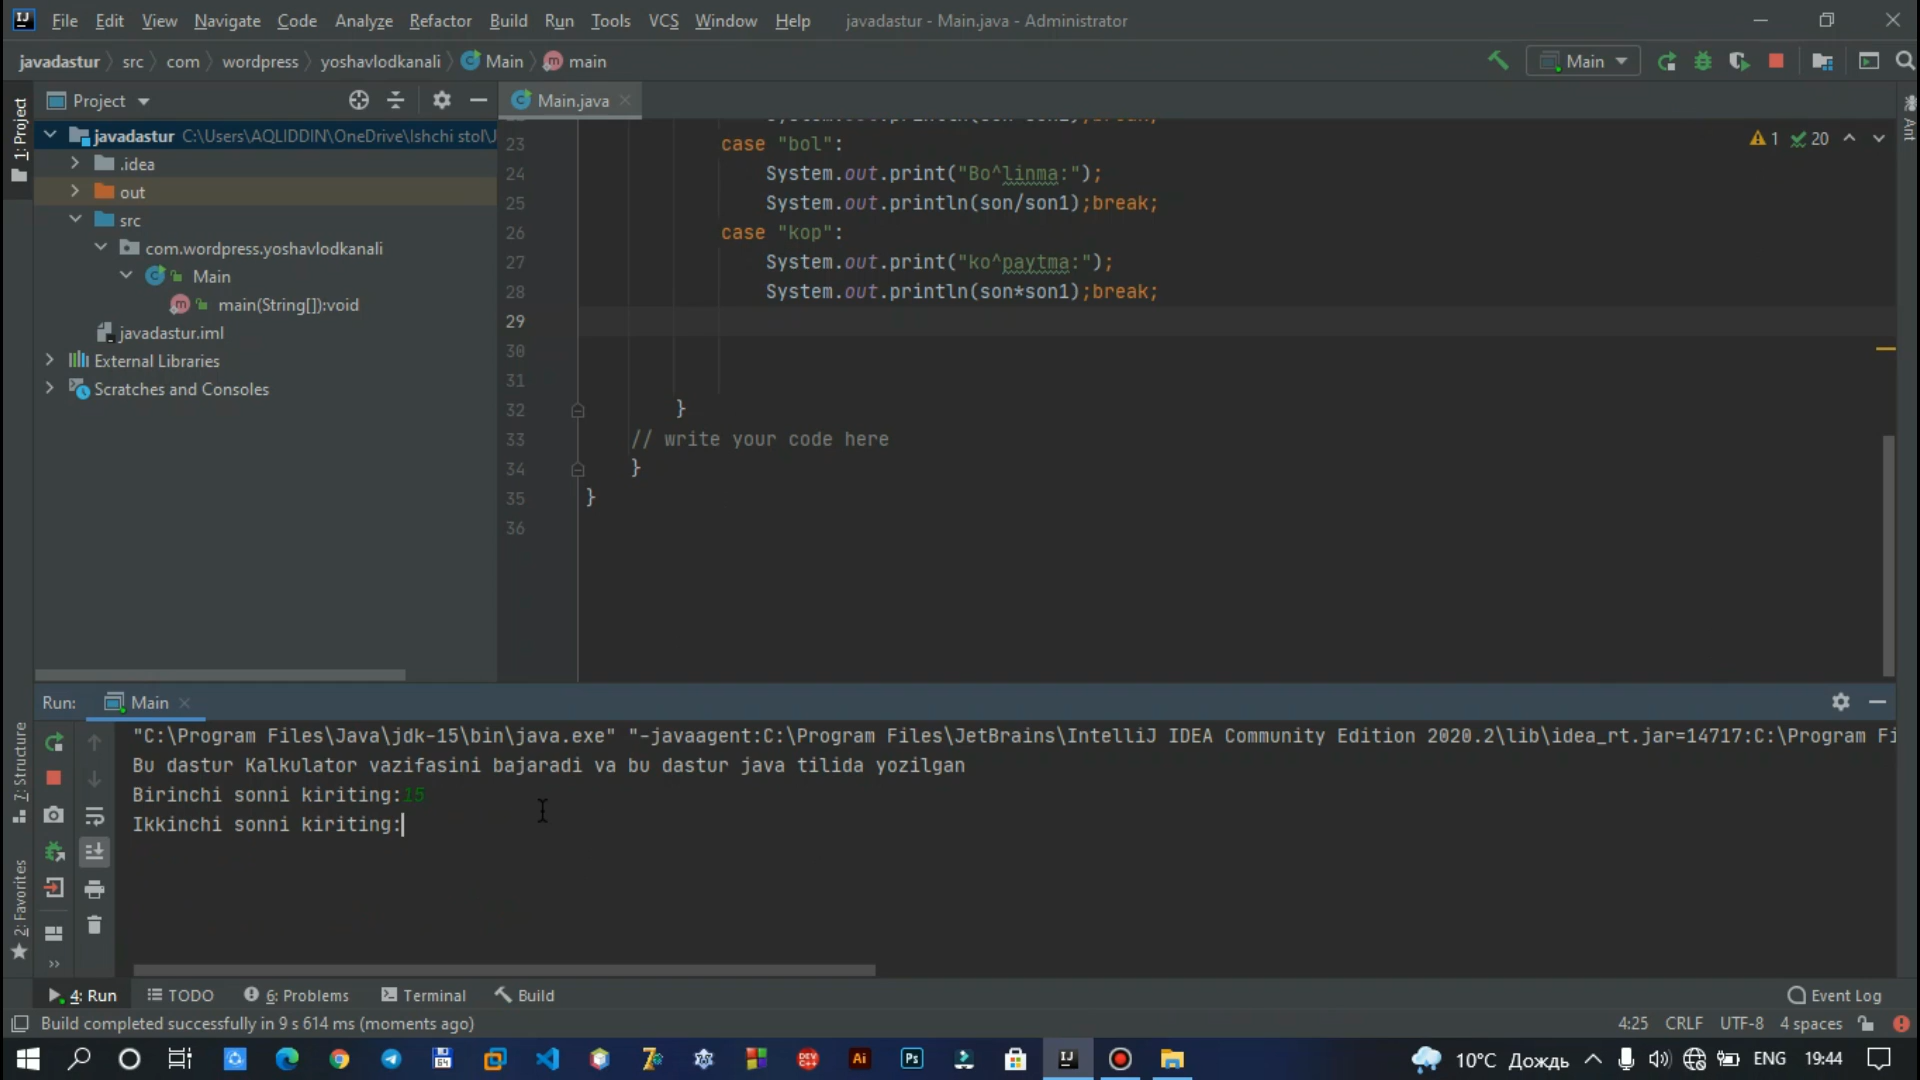 File Edit View Navigate Code Analyze Refactor Build Run Tools VCS Window Help javadastur - Main.java - Administrator
javadastur src com wordpress yoshavlodkanali Main main Main
1: Project
Project
Main.java
Ant
javadastur C:\Users\AQLIDDIN\OneDrive\Ishchi stol\J
.idea
out
src
com.wordpress.yoshavlodkanali
Main
main(String[]):void
javadastur.iml
External Libraries
Scratches and Consoles
1 20
23 case "bol":
24 System.out.print("Bo^linma:");
25 System.out.println(son/son1);break;
26 case "kop":
27 System.out.print("ko^paytma:");
28 System.out.println(son*son1);break;
29
30
31
32 }
33 // write your code here
34 }
35 }
36
Run: Main
7: Structure
2: Favorites
"C:\Program Files\Java\jdk-15\bin\java.exe" "-javaagent:C:\Program Files\JetBrains\IntelliJ IDEA Community Edition 2020.2\lib\idea_rt.jar=14717:C:\Program Fi
Bu dastur Kalkulator vazifasini bajaradi va bu dastur java tilida yozilgan
Birinchi sonni kiriting:15
Ikkinchi sonni kiriting:
4: Run TODO 6: Problems Terminal Build Event Log
Build completed successfully in 9 s 614 ms (moments ago) 4:25 CRLF UTF-8 4 spaces
10°C Дождь ENG 19:44